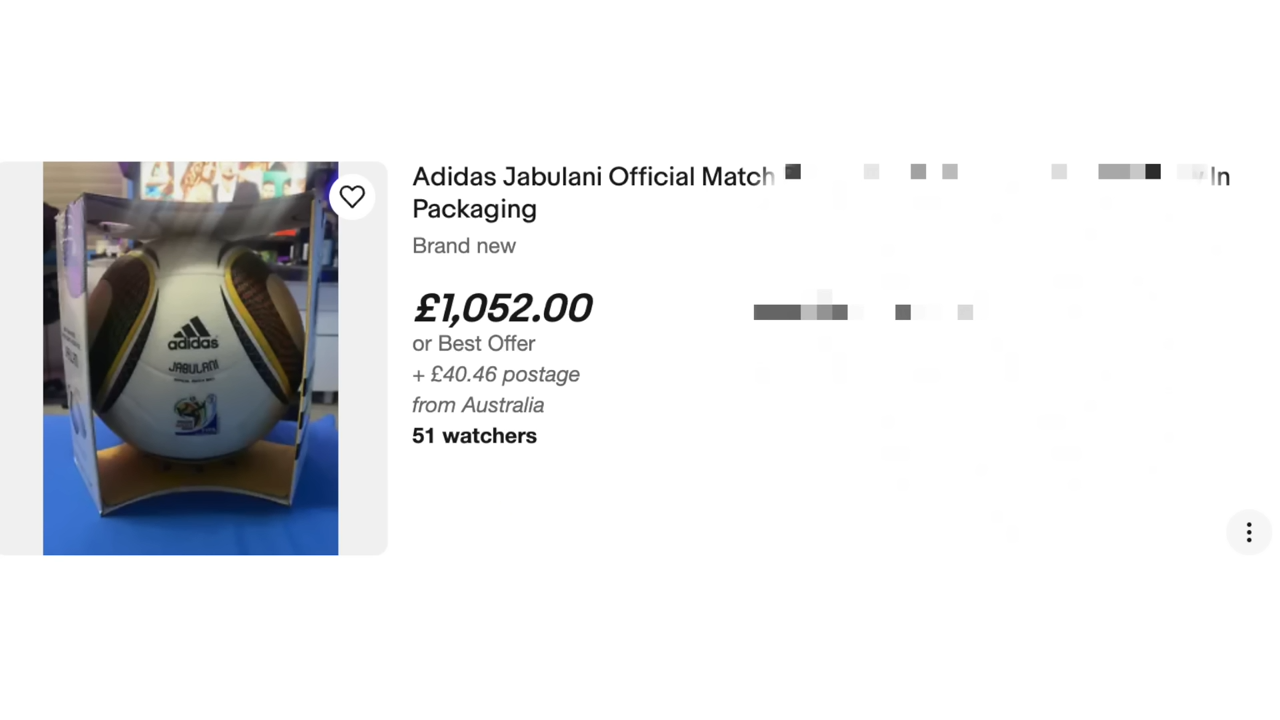 Adidas Jabulani Official Match In
Packaging
Brand new
£1,052.00
or Best Offer
+ £40.46 postage
from Australia
51 watchers
adidas
JABULANI